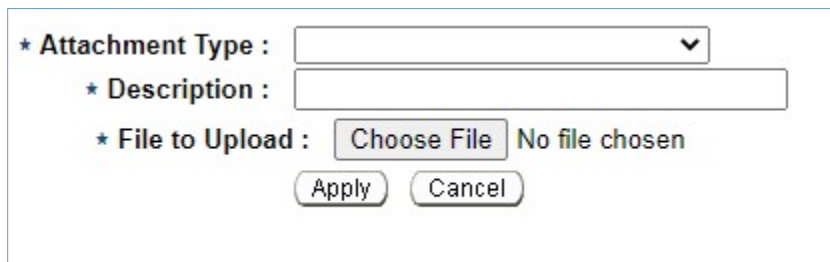 * Attachment Type :
* Description :
* File to Upload : Choose File No file chosen
Apply Cancel